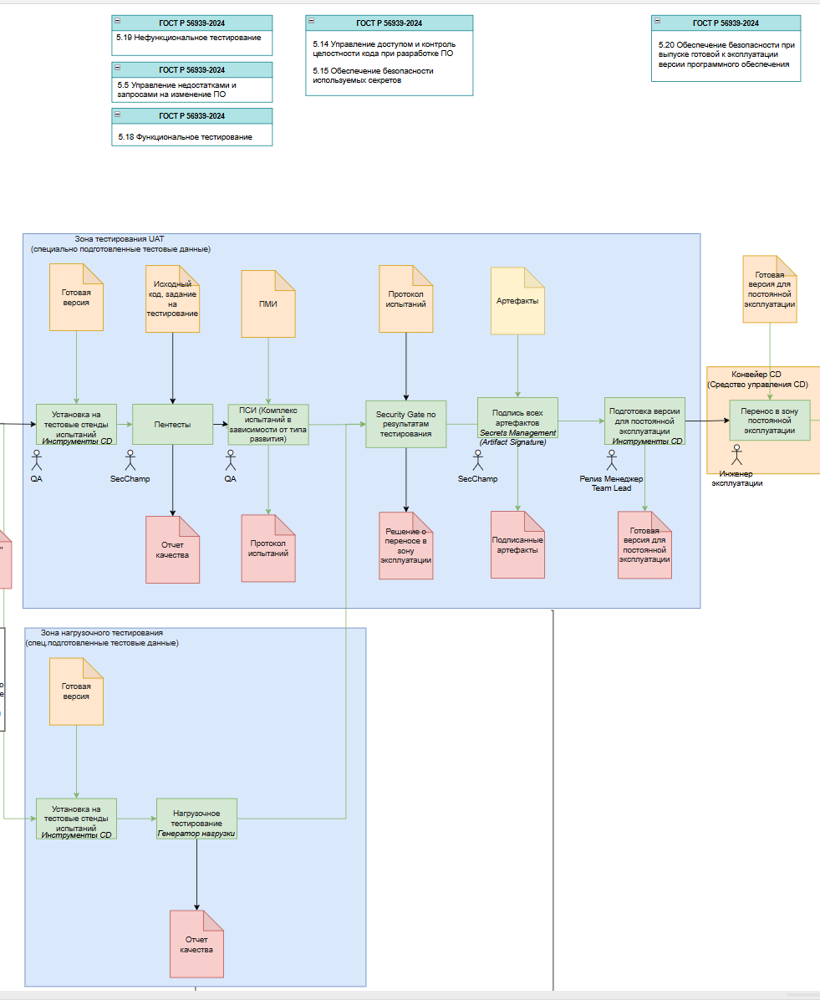 ГОСТ Р 56939-2024
5.19 Нефункциональное тестирование
ГОСТ Р 56939-2024
5.5 Управление недостатками и
запросами на изменение ПО
ГОСТ Р 56939-2024
5.18 Функциональное тестирование
ГОСТ Р 56939-2024
5.14 Управление доступом и контроль
целостности кода при разработке ПО
5.15 Обеспечение безопасности
используемых секретов
ГОСТ Р 56939-2024
5.20 Обеспечение безопасности при
выпуске готовой к эксплуатации
версии программного обеспечения
Зона тестирования UAT
(специально подготовленные тестовые данные)
Готовая
версия
Исходный
код, задание
на
тестирование
ПМИ
Протокол
испытаний
Артефакты
Готовая
версия для
постоянной
эксплуатации
Конвейер CD
(Средство управления CD)
Установка на
тестовые стенды
испытаний
Инструменты CD
Пентесты
ПСИ (Комплекс
испытаний в
зависимости от типа
развития)
Security Gate по
результатам
тестирования
Подпись всех
артефактов
Secrets Management
(Artifact Signature)
Подготовка версии
для постоянной
эксплуатации
Инструменты CD
Перенос в зону
постоянной
эксплуатации
QA
SecChamp
QA
SecChamp
Релиз Менеджер
Team Lead
Инженер
эксплуатации
Отчет
качества
Протокол
испытаний
Решение о
переносе в
зону
эксплуатации
Подписанные
артефакты
Готовая
версия для
постоянной
эксплуатации
Зона нагрузочного тестирования
(спец.подготовленные тестовые данные)
Готовая
версия
Установка на
тестовые стенды
испытаний
Инструменты CD
Нагрузочное
тестирование
Генератор нагрузки
Отчет
качества